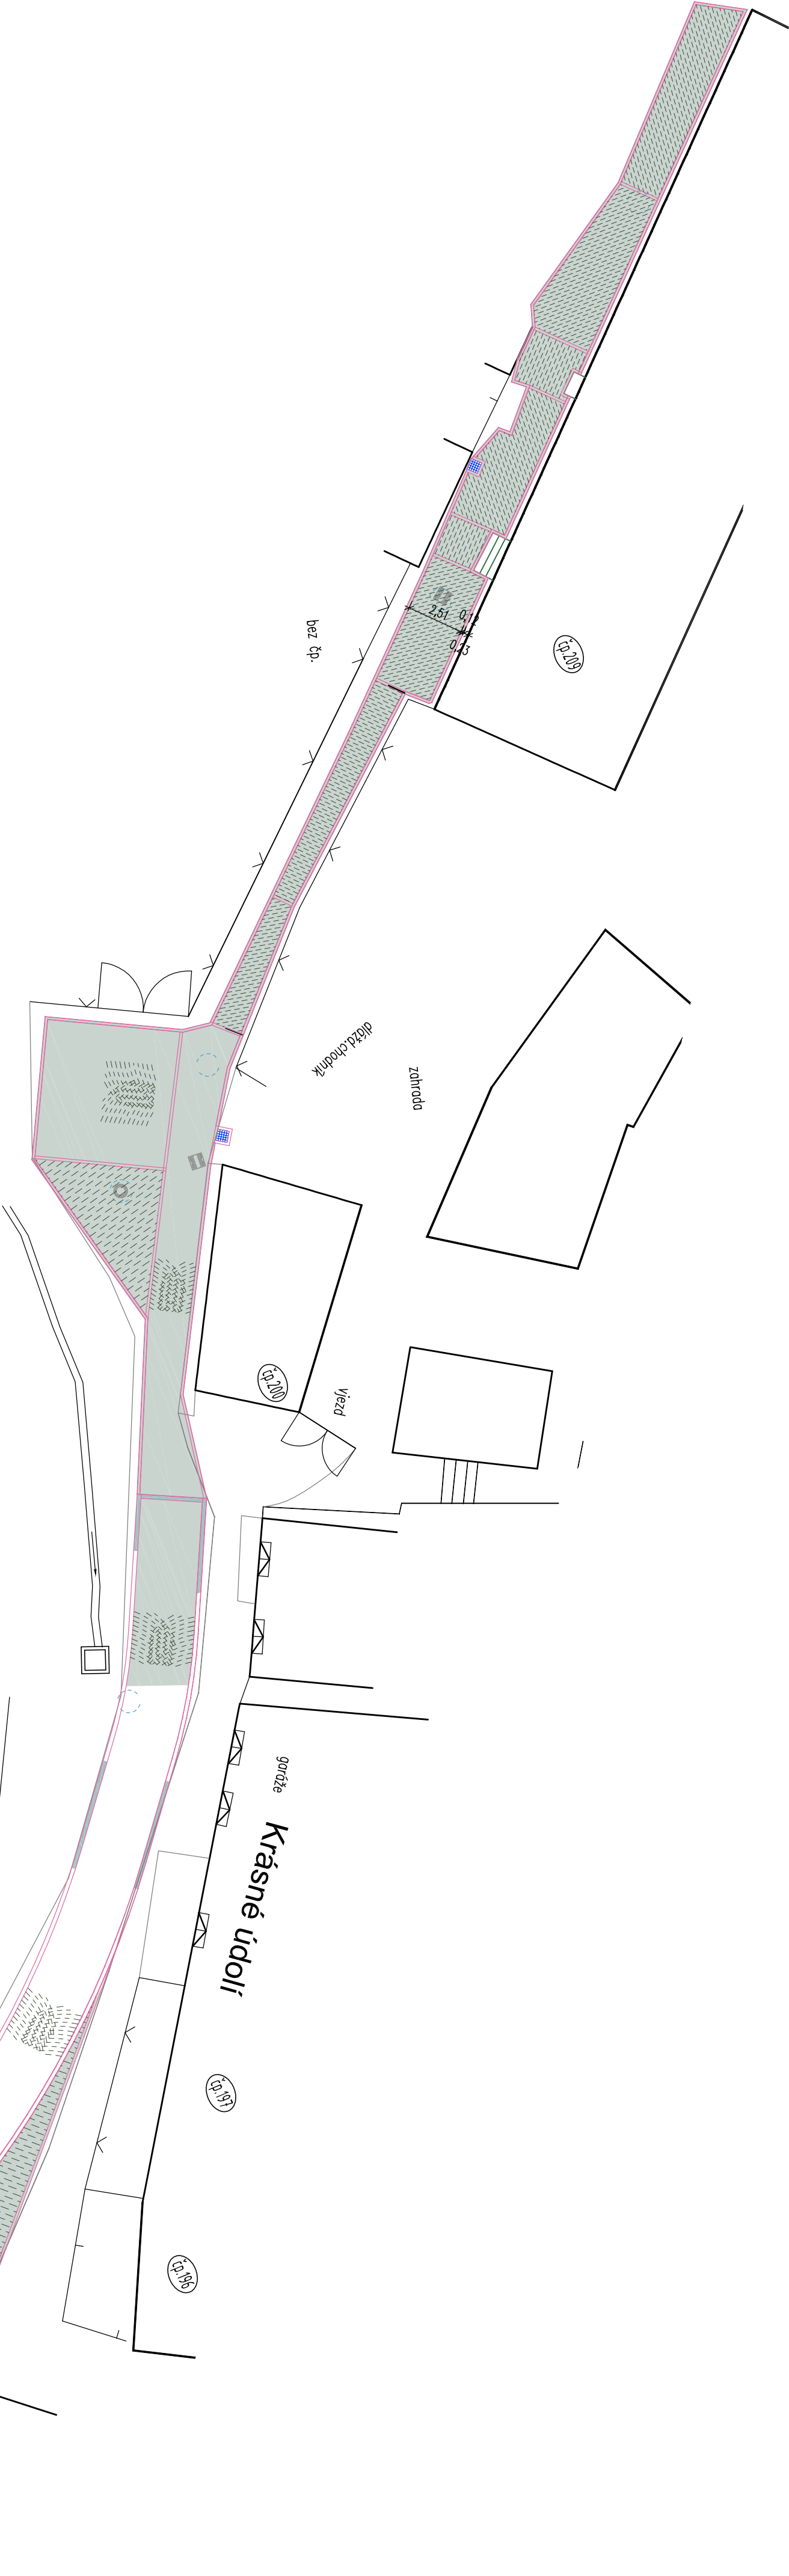 bez čp.
2,51
0,12
0,23
čp.209
dlážd.chodník
zahrada
čp.200
vjezd
garáže
Krásné údolí
čp.197
čp.196